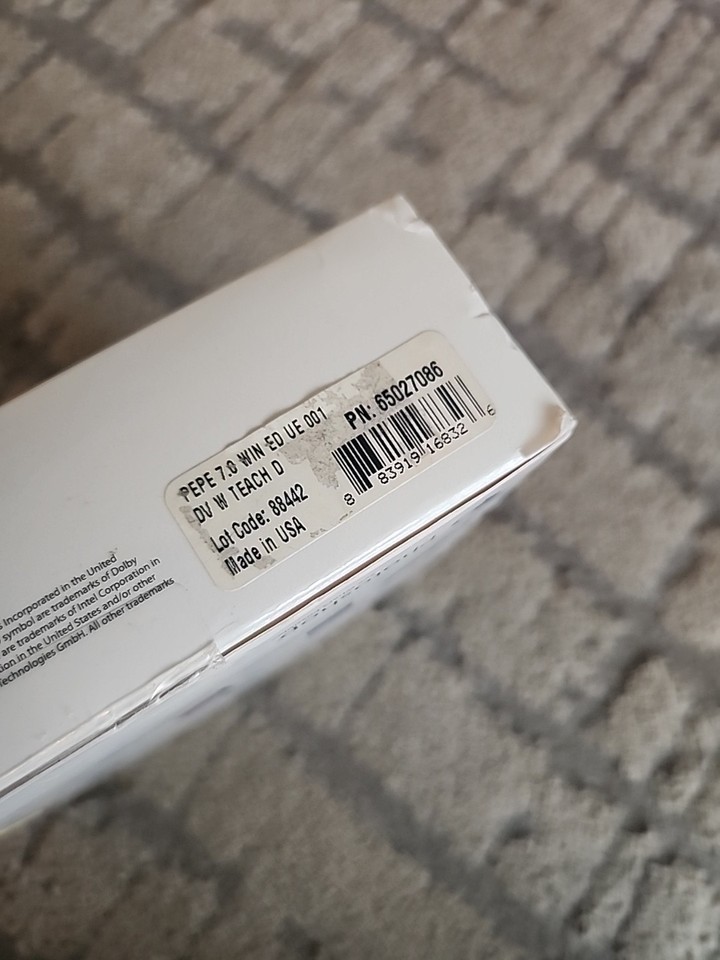 PEPE 7.0 WIN ED UE 001
DV W TEACH D
Lot Code: 88442
Made in USA
PN: 65027086
8 83919 16832 6
s Incorporated in the United
symbol are trademarks of Dolby
are trademarks of Intel Corporation in
ion in the United States and/or other
Technologies GmbH. All other trademarks